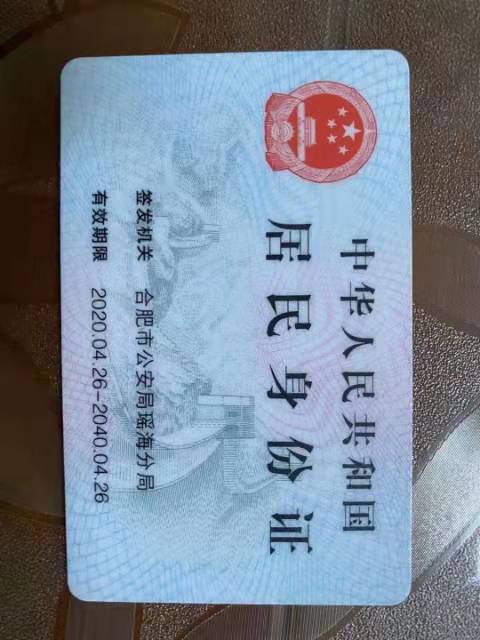 中华人民共和国
居民身份证
签发机关 合肥市公安局瑶海分局
有效期限 2020.04.26-2040.04.26